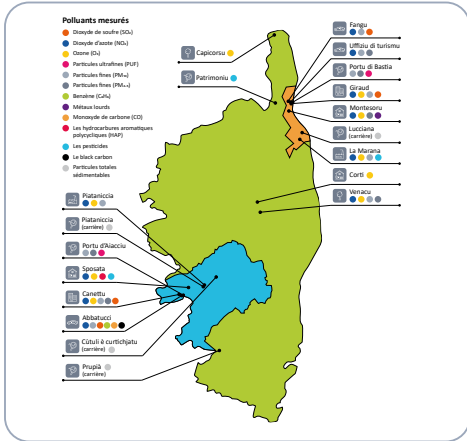 Polluants mesurés
Dioxyde de soufre (SO₂)
Dioxyde d'azote (NO₂)
Ozone (O₃)
Particules ultrafines (PUF)
Particules fines (PM₁₀)
Particules fines (PM₂,₅)
Benzène (C₆H₆)
Métaux lourds
Monoxyde de carbone (CO)
Les hydrocarbures aromatiques
polycycliques (HAP)
Les pesticides
Le black carbon
Particules totales
sédimentables
Capicorsu
Patrimoniu
Fangu
Uffiziu di turismu
Portu di Bastia
Giraud
Montesoru
Lucciana
(carrière)
La Marana
Corti
Venacu
Piataniccia
Piataniccia
(carrière)
Portu d'Aiacciu
Sposata
Canettu
Abbatucci
Cùtuli è curtichjatu
(carrière)
Prupià
(carrière)